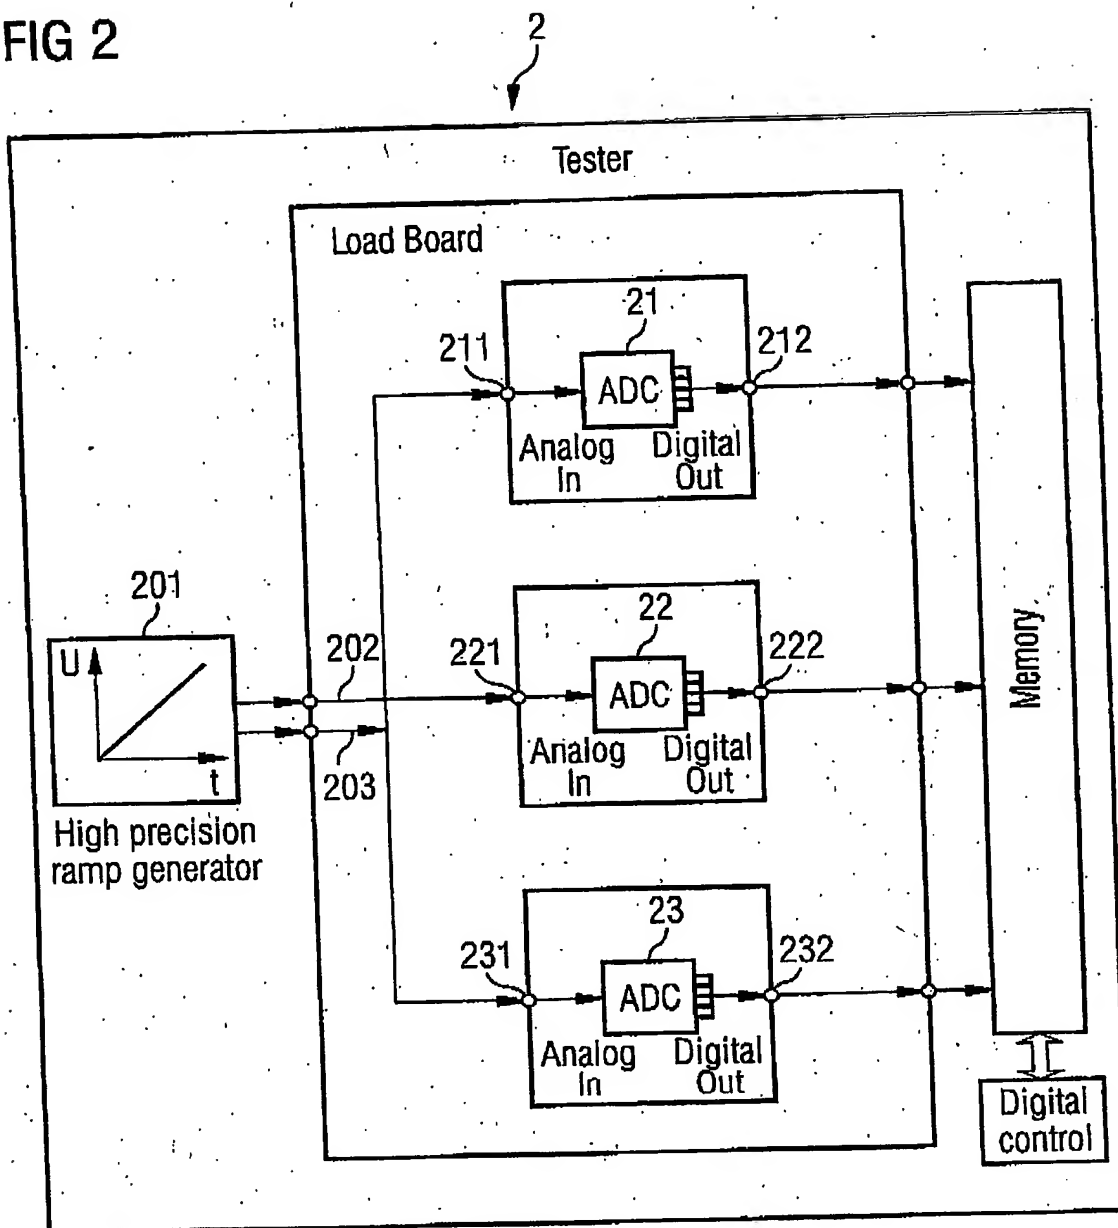 FIG 2
2
Tester
Load Board
21
211
212
ADC
Analog
In
Digital
Out
201
U
t
High precision
ramp generator
202
203
22
221
222
ADC
Analog
In
Digital
Out
23
231
232
ADC
Analog
In
Digital
Out
Memory
Digital
control